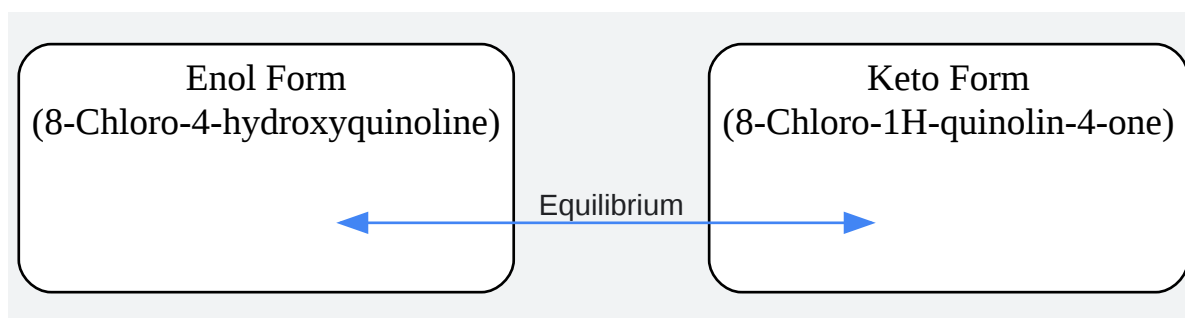 Enol Form
(8-Chloro-4-hydroxyquinoline)
Keto Form
(8-Chloro-1H-quinolin-4-one)
Equilibrium